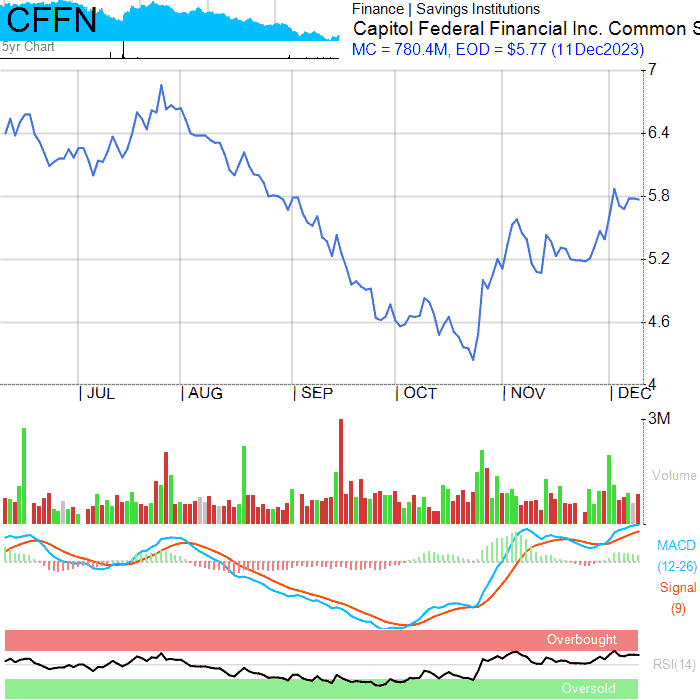 CFFN
5yr Chart
Finance | Savings Institutions
Capitol Federal Financial Inc. Common S
MC = 780.4M, EOD = $5.77 (11Dec2023)
7
6.4
5.8
5.2
4.6
4
| JUL | AUG | SEP | OCT | NOV | DEC
3M
Volume
MACD
(12-26)
Signal
(9)
Overbought
RSI(14)
Oversold